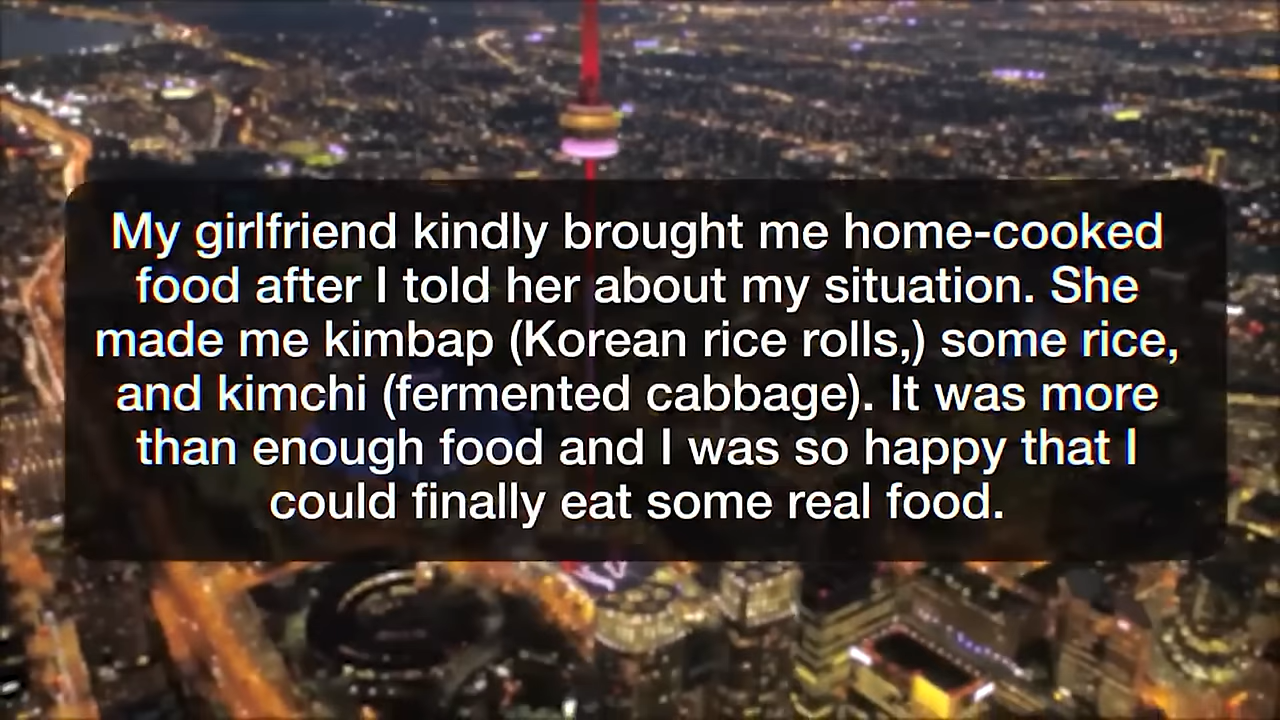 My girlfriend kindly brought me home-cooked
food after I told her about my situation. She
made me kimbap (Korean rice rolls,) some rice,
and kimchi (fermented cabbage). It was more
than enough food and I was so happy that I
could finally eat some real food.